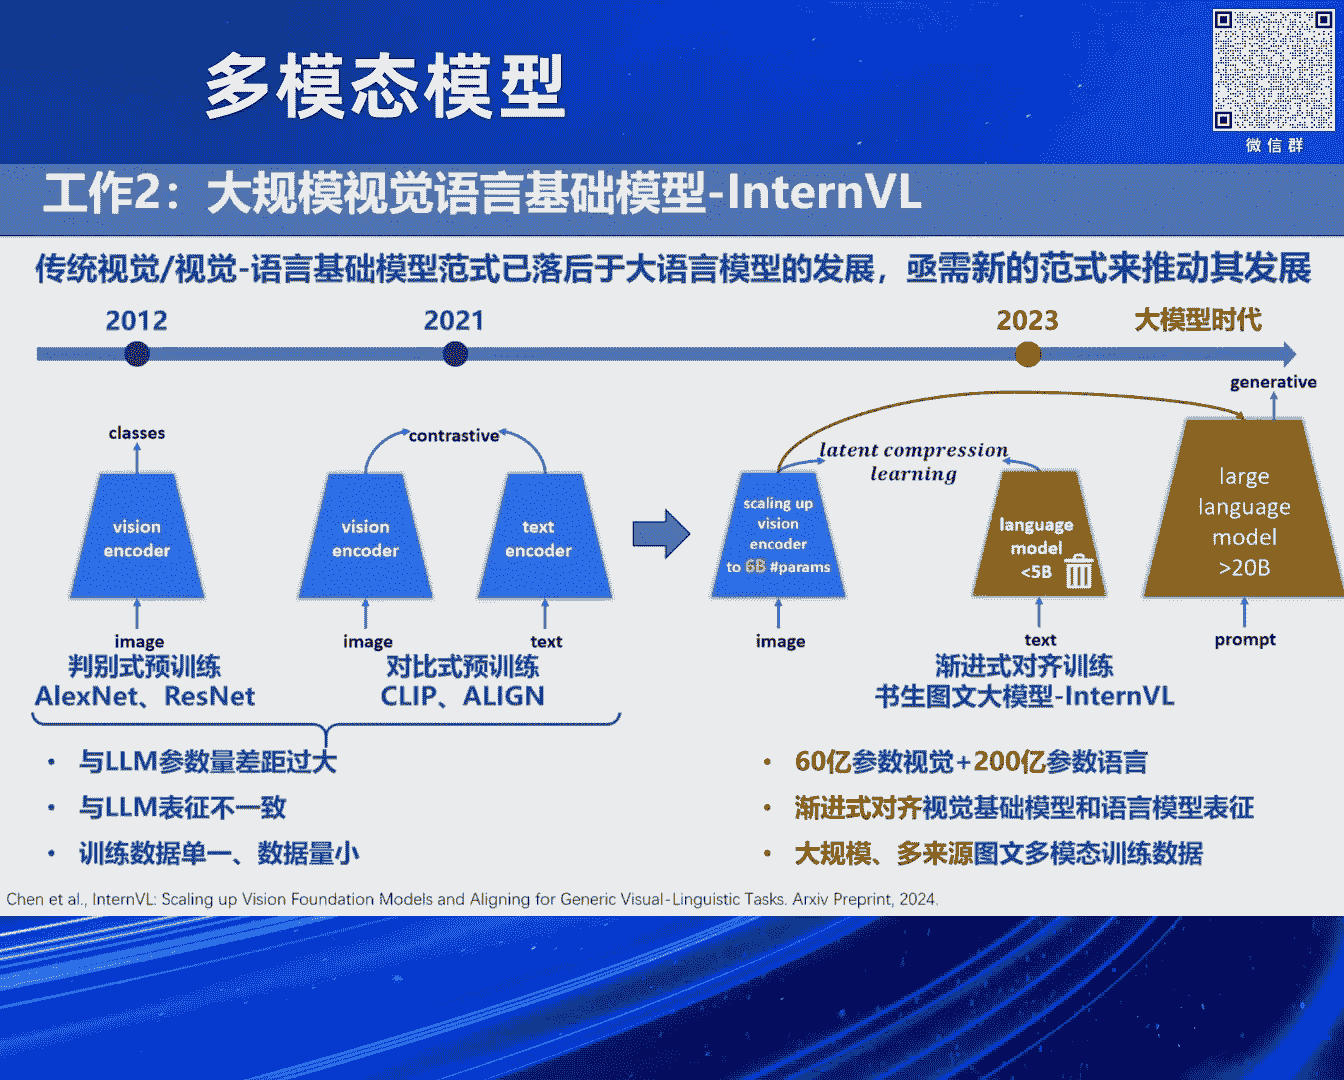 多模态模型
微信群
工作2：大规模视觉语言基础模型-InternVL
传统视觉/视觉-语言基础模型范式已落后于大语言模型的发展，亟需新的范式来推动其发展
2012
2021
2023
大模型时代
classes
vision
encoder
image
判别式预训练
AlexNet、ResNet
contrastive
vision
encoder
image
text
encoder
text
对比式预训练
CLIP、ALIGN
latent compression
learning
scaling up
vision
encoder
to 6B #params
image
language
model
<5B
text
generative
large
language
model
>20B
prompt
渐进式对齐训练
书生图文大模型-InternVL
• 与LLM参数量差距过大
• 与LLM表征不一致
• 训练数据单一、数据量小
• 60亿参数视觉+200亿参数语言
• 渐进式对齐视觉基础模型和语言模型表征
• 大规模、多来源图文多模态训练数据
Chen et al., InternVL: Scaling up Vision Foundation Models and Aligning for Generic Visual-Linguistic Tasks. Arxiv Preprint, 2024.